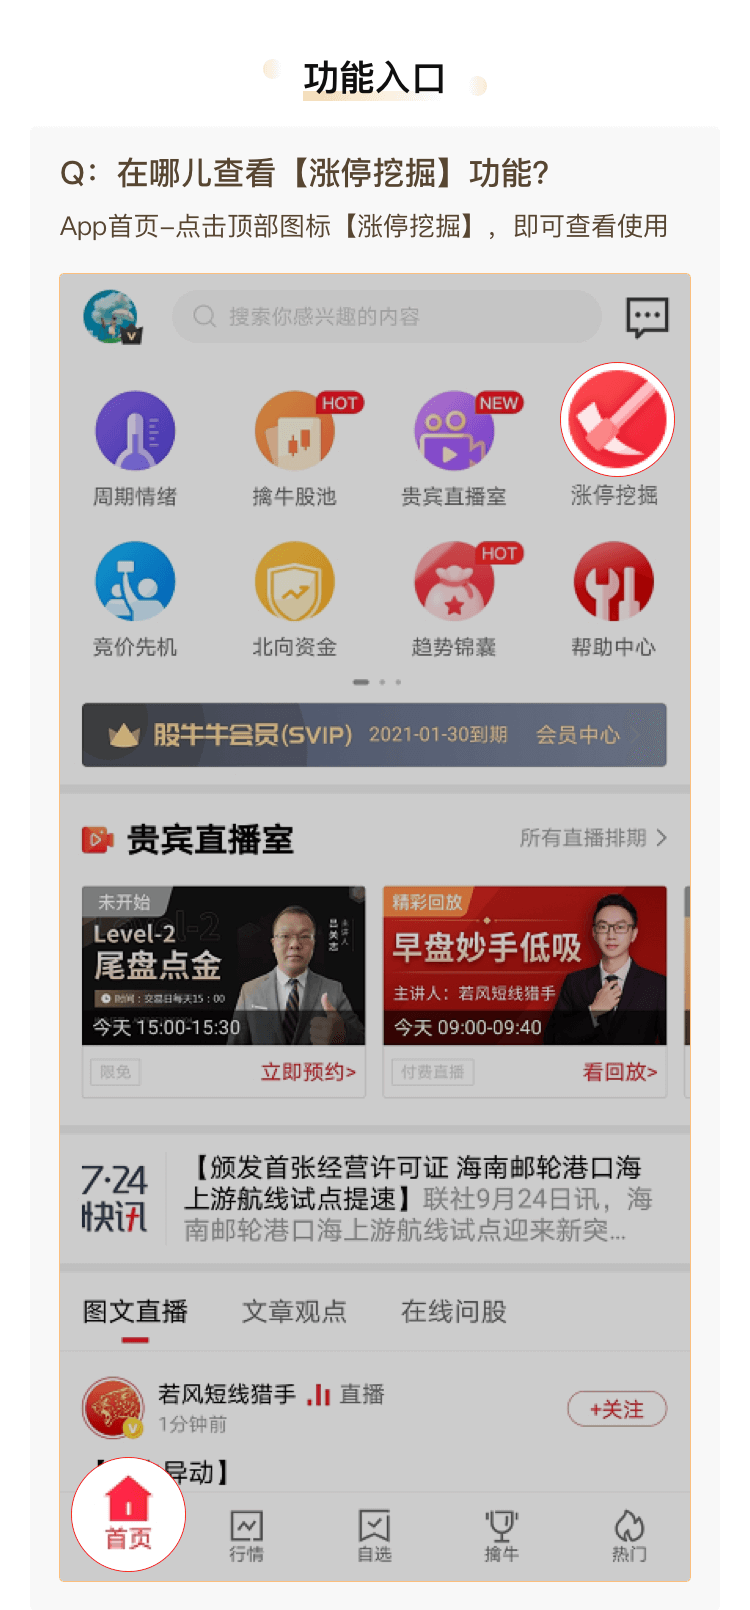 功能入口
Q：在哪儿查看【涨停挖掘】功能?
App首页–点击顶部图标【涨停挖掘】，即可查看使用
搜索你感兴趣的内容
HOT
NEW
周期情绪
擒牛股池
贵宾直播室
涨停挖掘
HOT
竞价先机
北向资金
趋势锦囊
帮助中心
股牛牛会员(SVIP) 2021-01-30到期 会员中心
贵宾直播室
所有直播排期 >
未开始
Level-2
尾盘点金
时间：交易日每天15：00
今天 15:00-15:30
限免
立即预约>
精彩回放
早盘妙手低吸
主讲人：若风短线猎手
今天 09:00-09:40
付费直播
看回放>
7·24
快讯
【颁发首张经营许可证 海南邮轮港口海
上游航线试点提速】联社9月24日讯，海
南邮轮港口海上游航线试点迎来新突...
图文直播
文章观点
在线问股
若风短线猎手 直播
1分钟前
+关注
异动】
首页
行情
自选
擒牛
热门